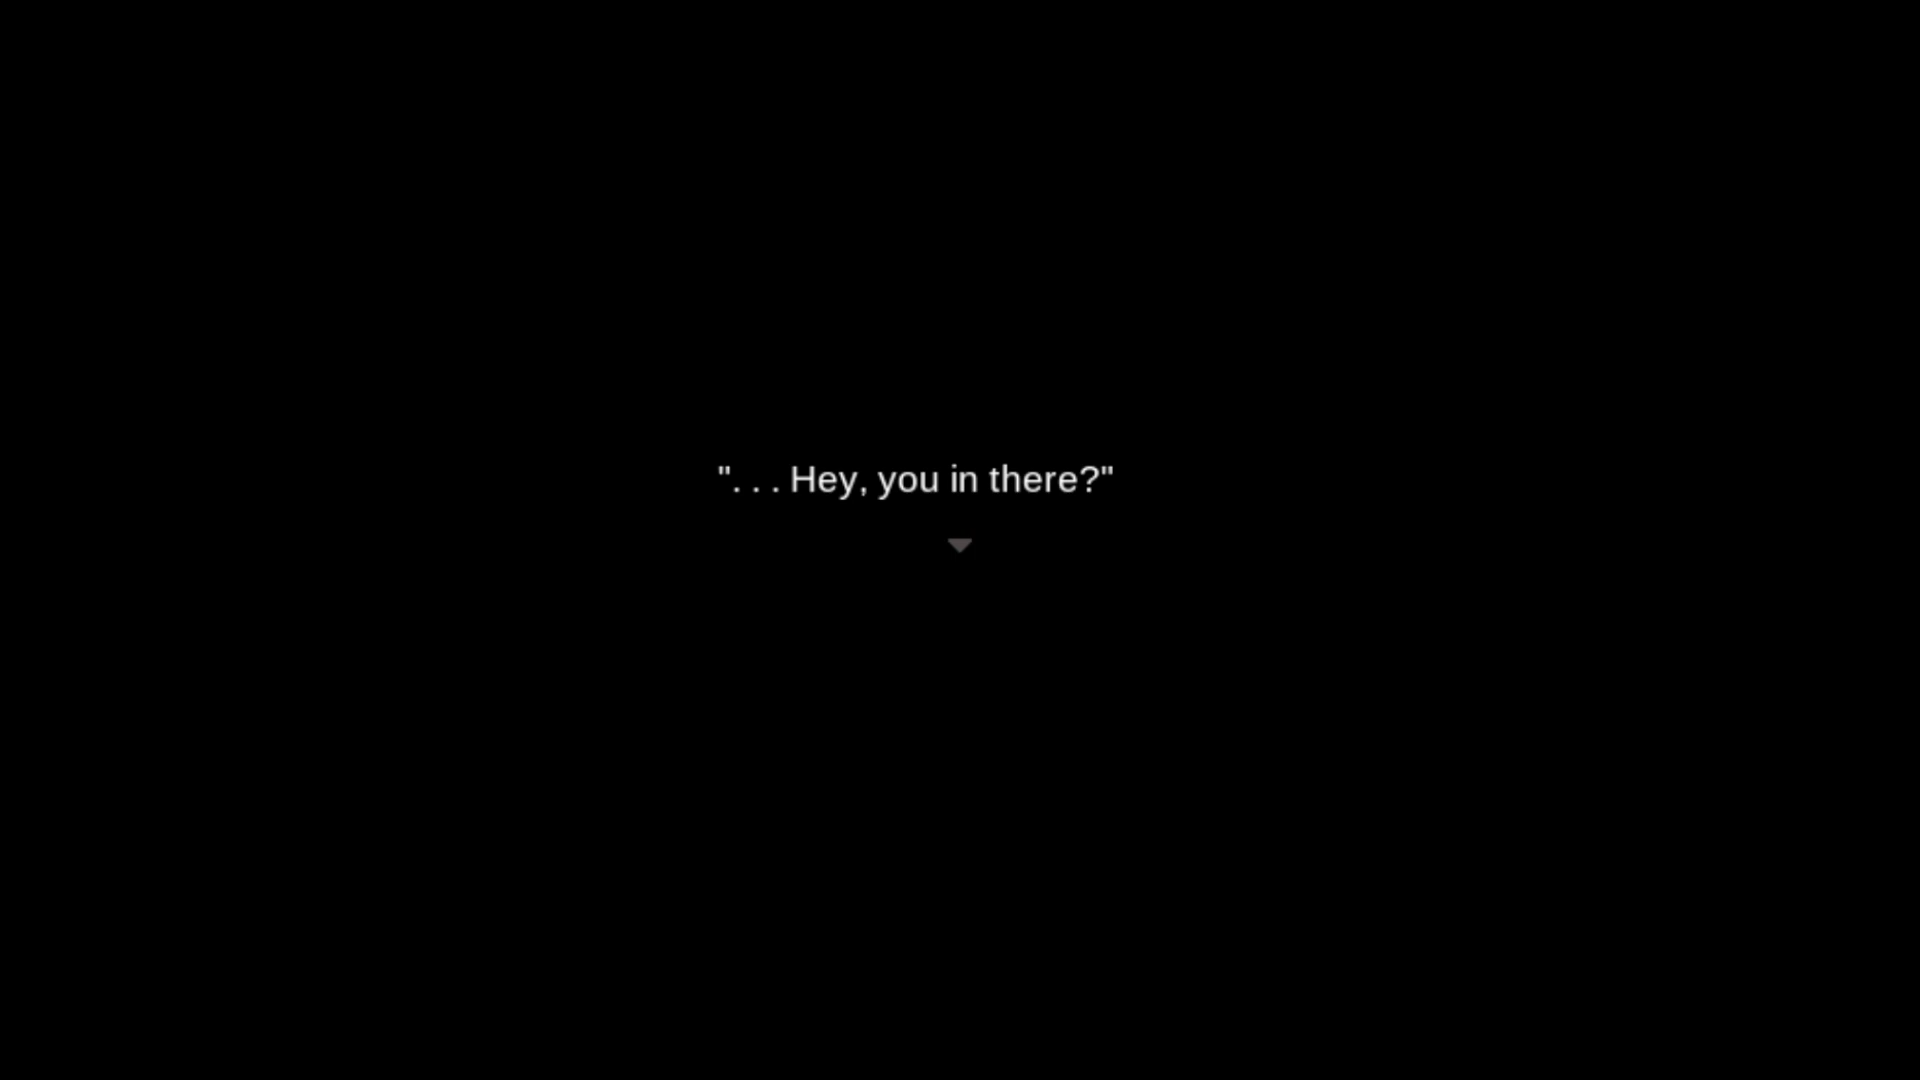 ". . . Hey, you in there?"